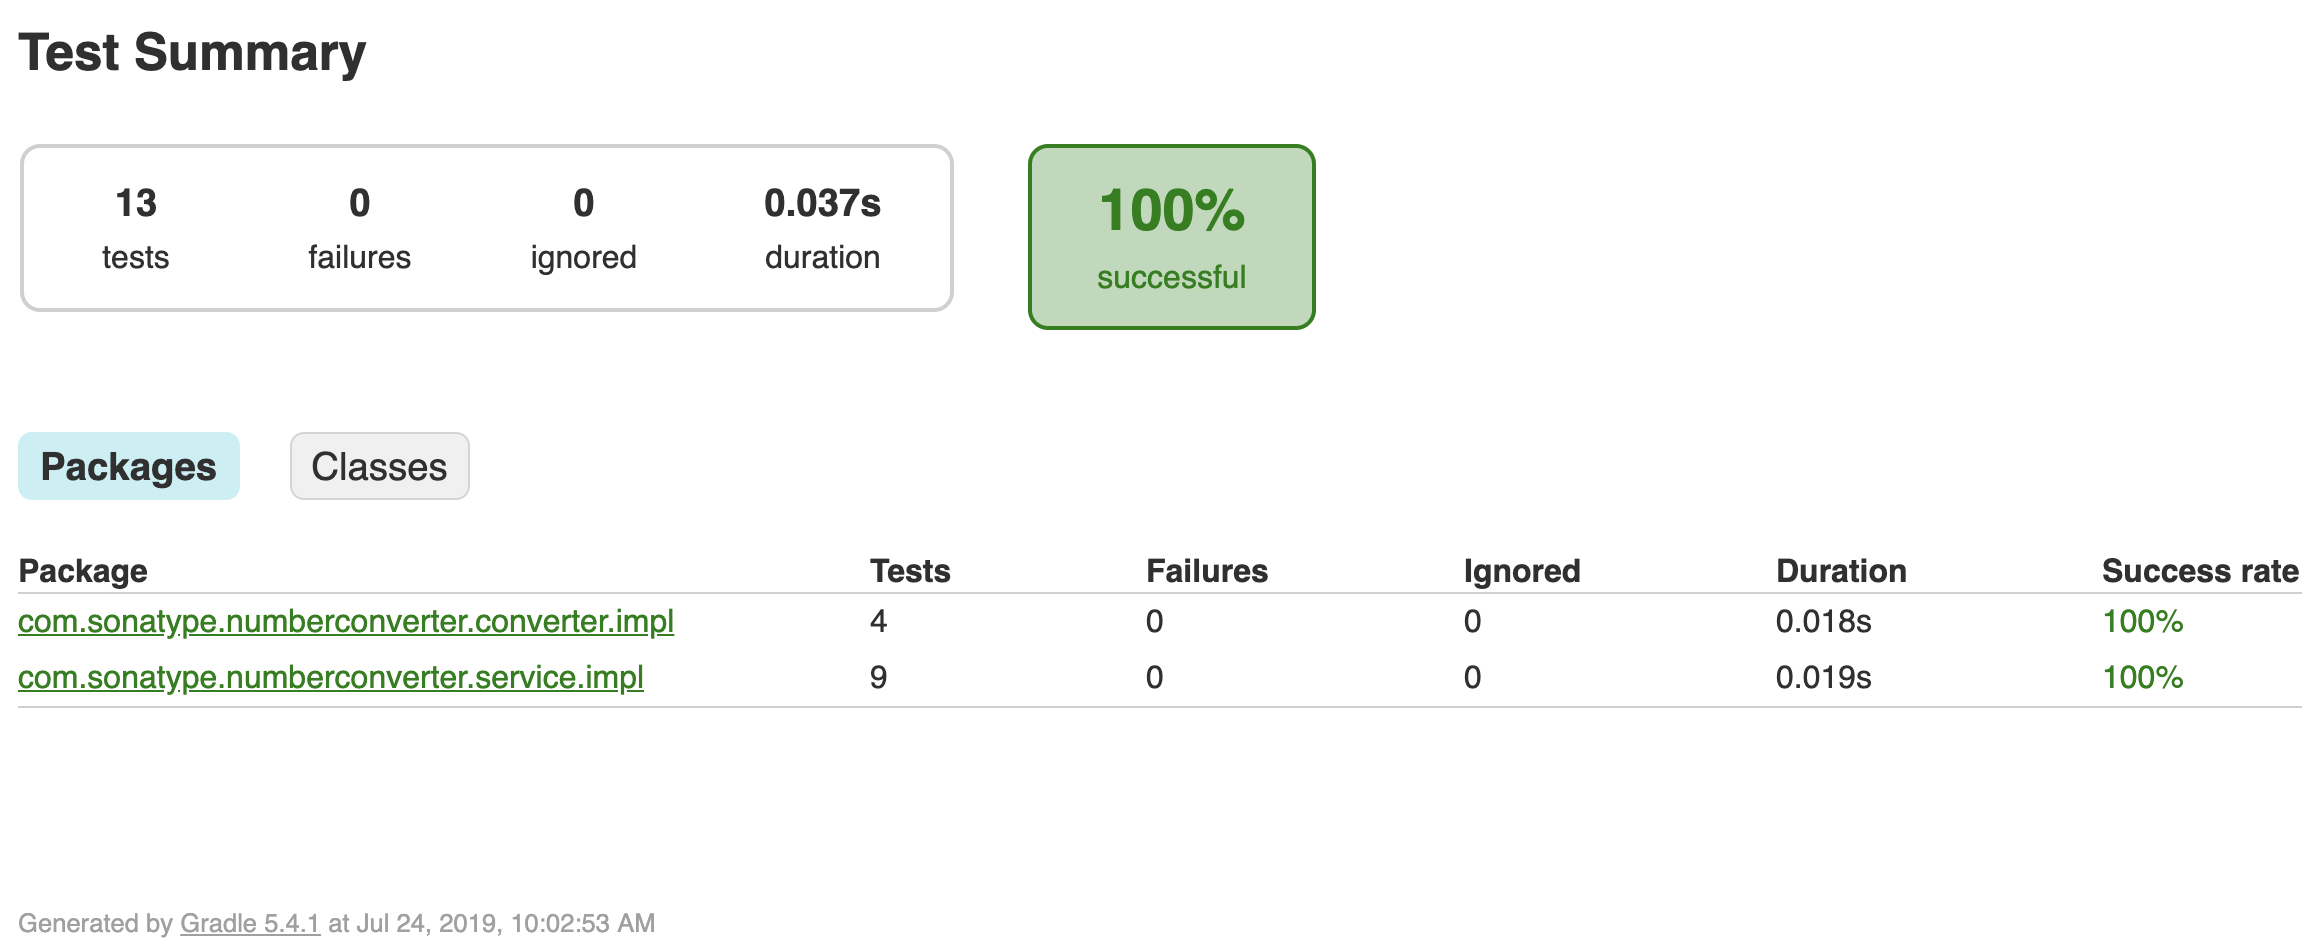 Test Summary
13 0 0 0.037s
tests failures ignored duration
100%
successful
Packages Classes
Package Tests Failures Ignored Duration Success rate
com.sonatype.numberconverter.converter.impl 4 0 0 0.018s 100%
com.sonatype.numberconverter.service.impl 9 0 0 0.019s 100%
Generated by Gradle 5.4.1 at Jul 24, 2019, 10:02:53 AM